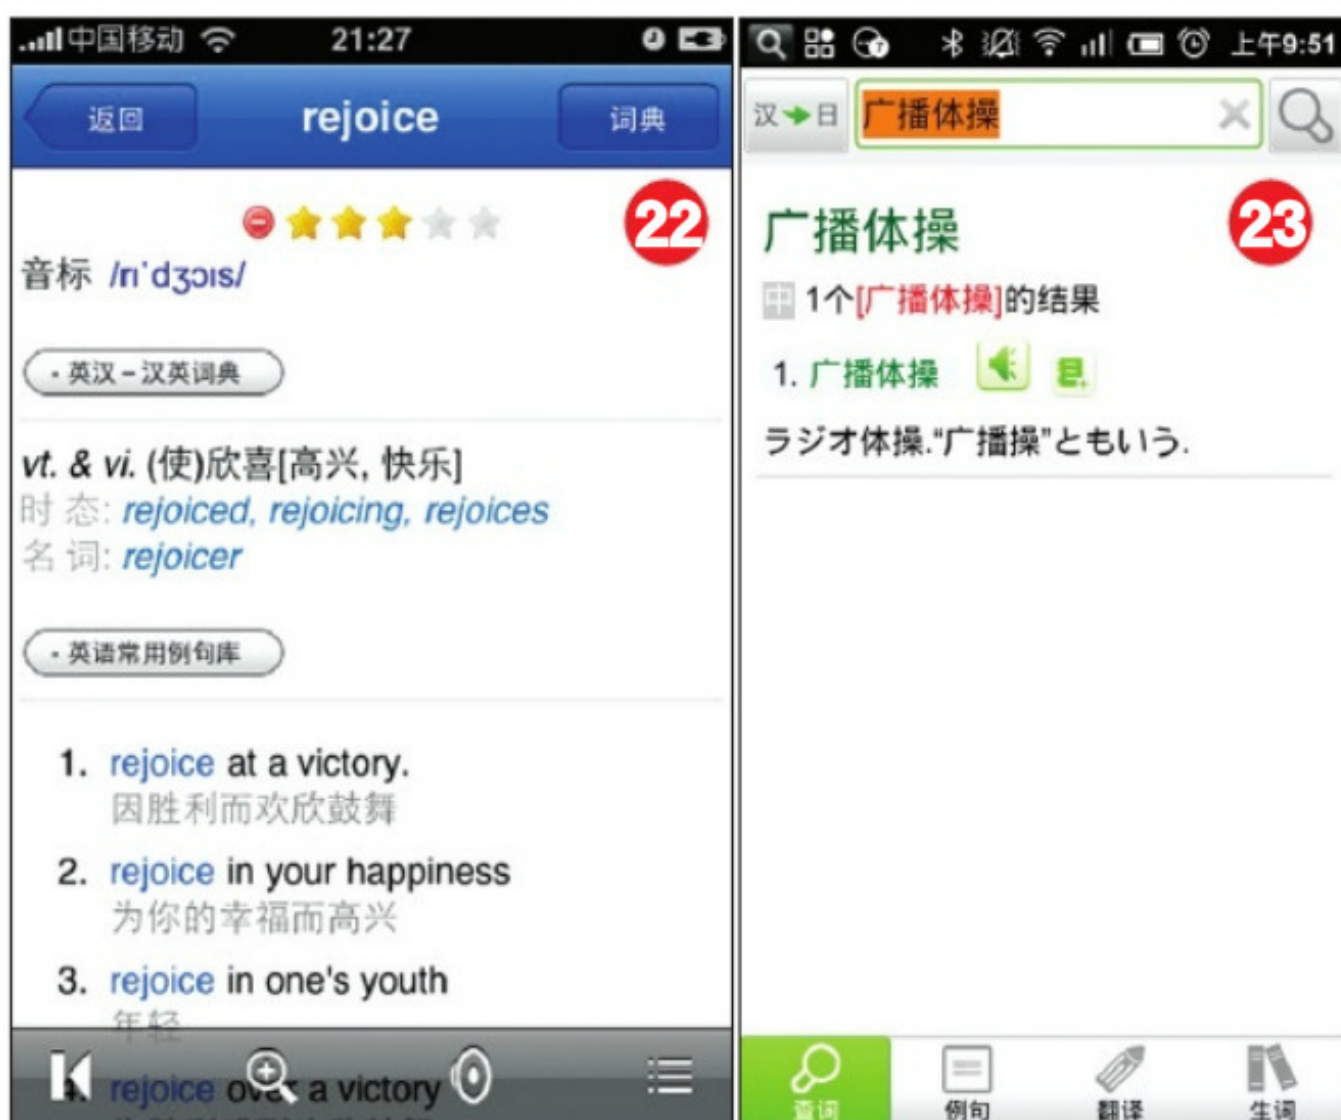 中国移动 21:27
返回 rejoice 词典
22
音标 /rɪˈdʒɔɪs/
· 英汉－汉英词典
vt. & vi. (使)欣喜[高兴, 快乐]
时 态: rejoiced, rejoicing, rejoices
名 词: rejoicer
· 英语常用例句库
1. rejoice at a victory.
因胜利而欢欣鼓舞
2. rejoice in your happiness
为你的幸福而高兴
3. rejoice in one's youth
年轻
4. rejoice over a victory
上午9:51
汉 日 广播体操
广播体操
23
1个[广播体操]的结果
1. 广播体操
ラジオ体操.“广播操”ともいう.
查词 例句 翻译 生词